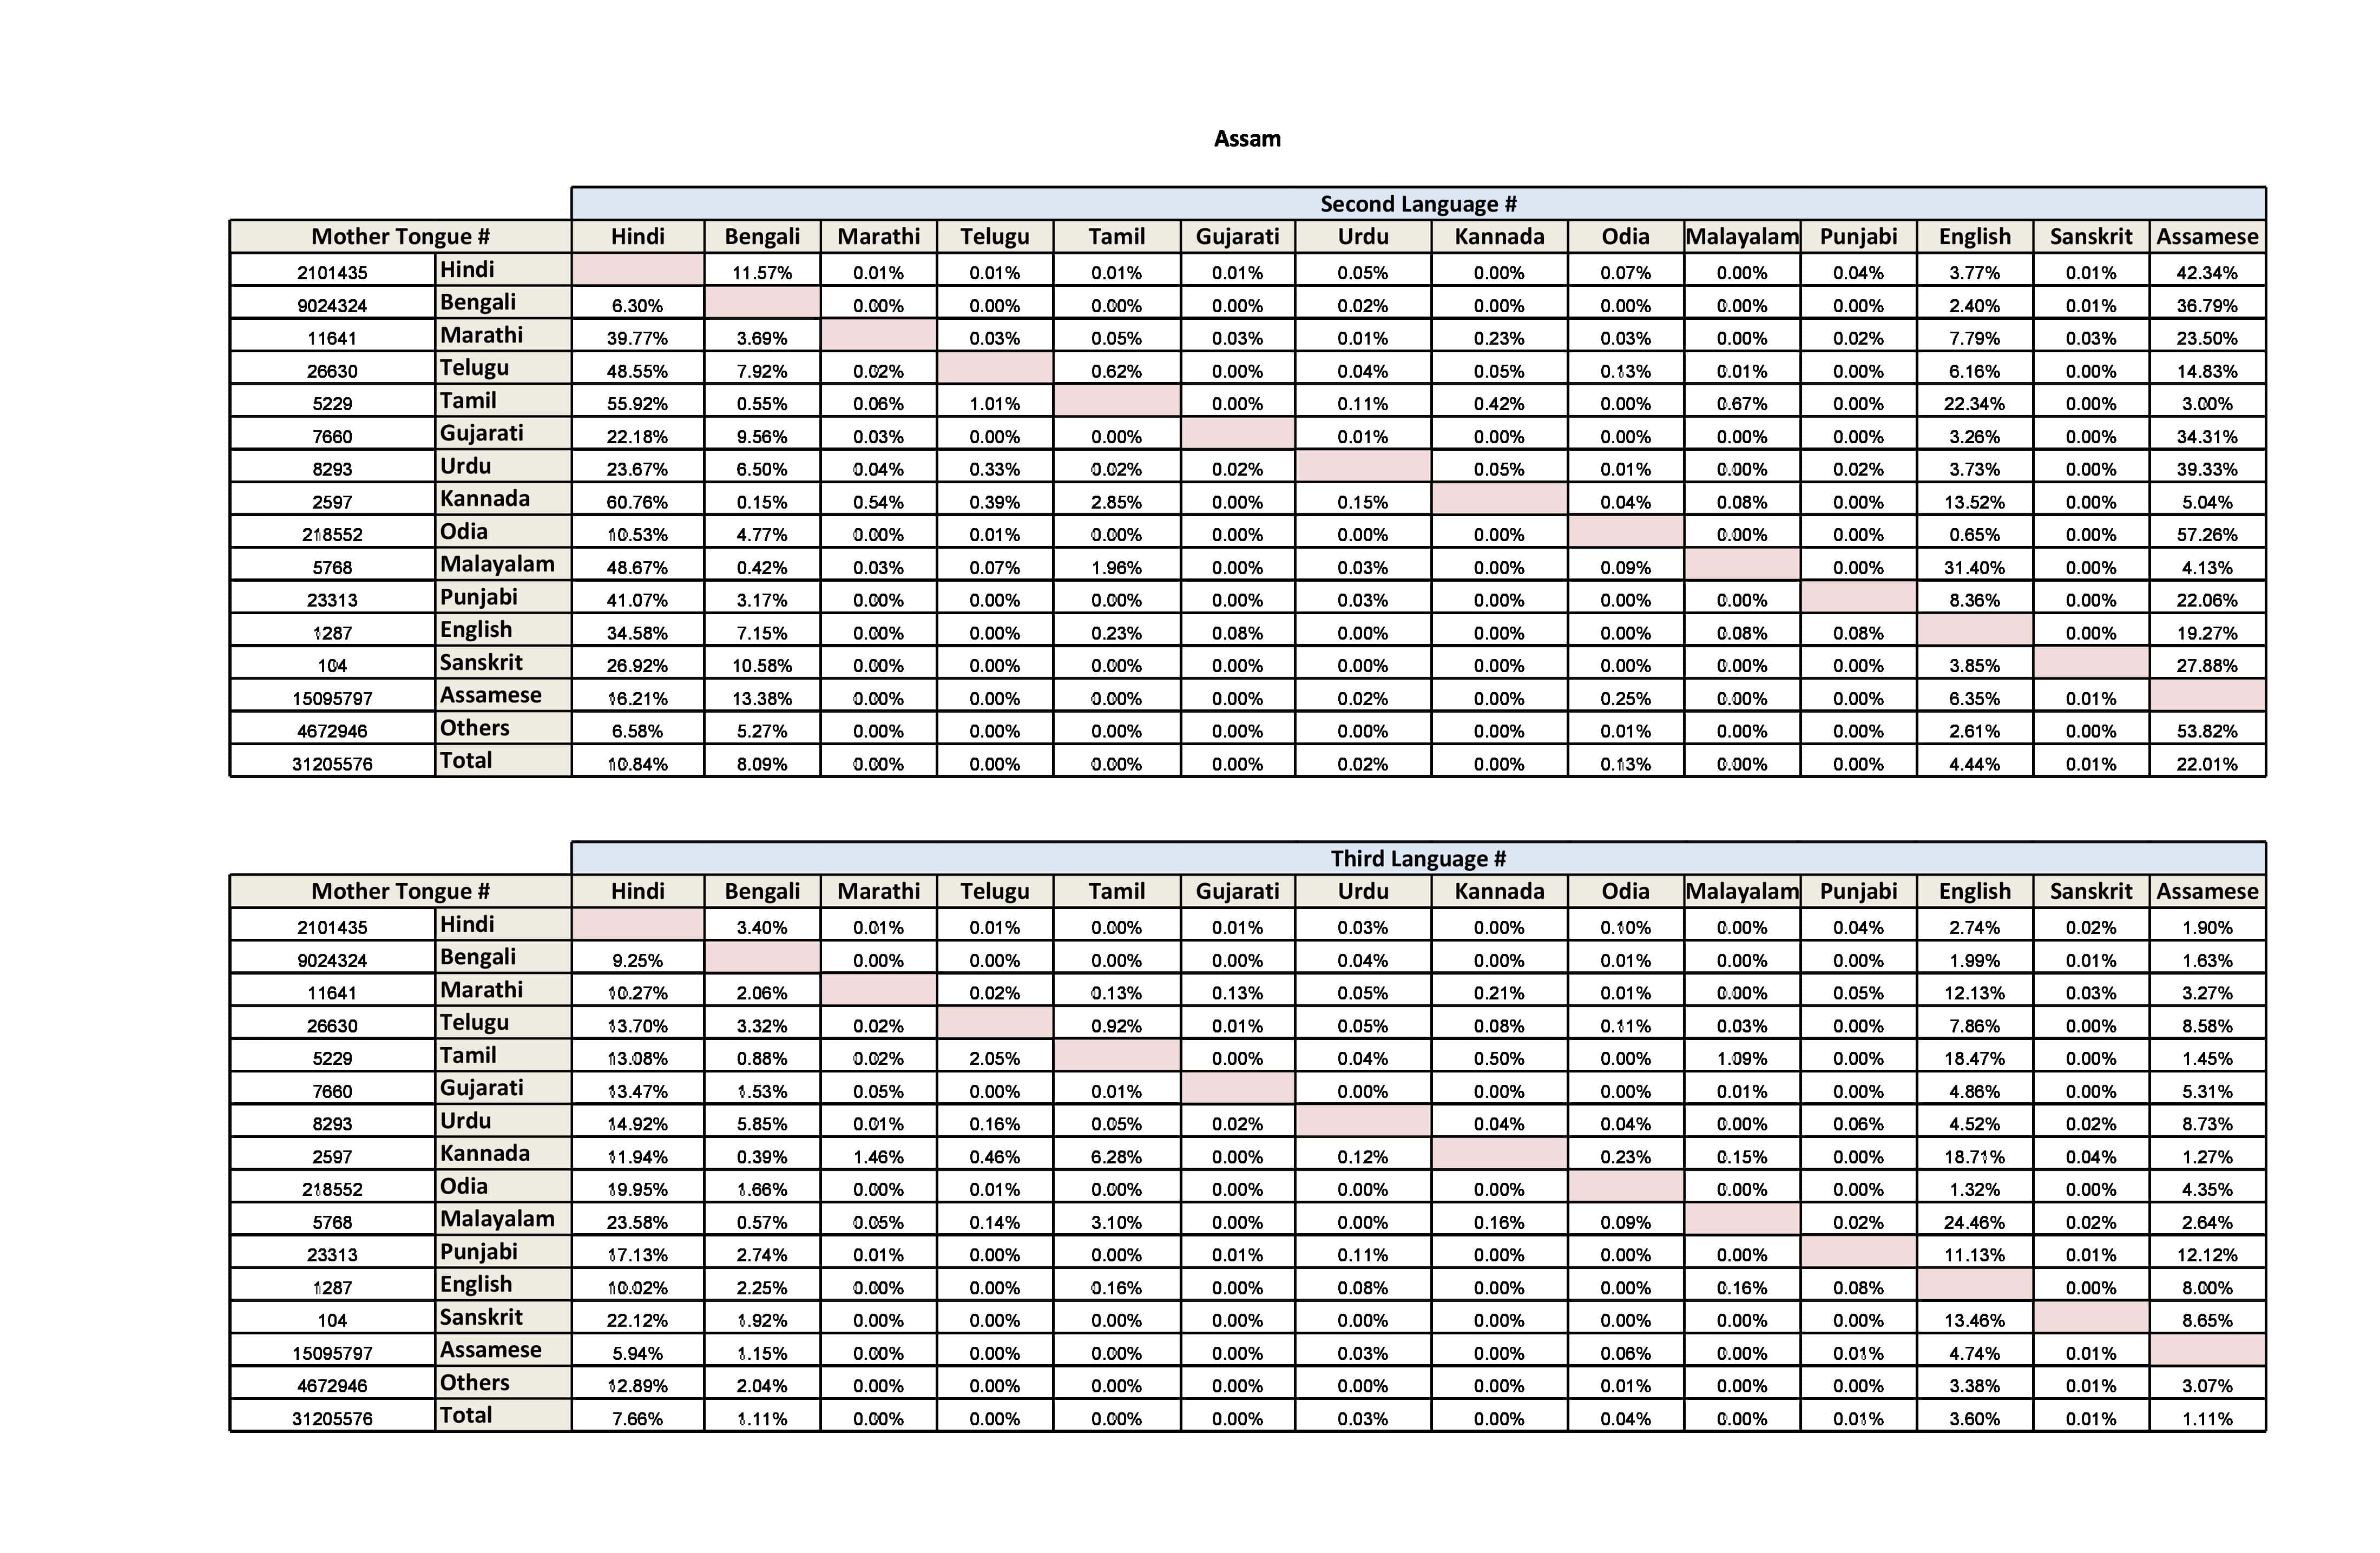 Assam
Second Language #
Mother Tongue # Hindi Bengali Marathi Telugu Tamil Gujarati Urdu Kannada Odia Malayalam Punjabi English Sanskrit Assamese
2101435 Hindi 11.57% 0.01% 0.01% 0.01% 0.01% 0.05% 0.00% 0.07% 0.00% 0.04% 3.77% 0.01% 42.34%
9024324 Bengali 6.30% 0.00% 0.00% 0.00% 0.00% 0.02% 0.00% 0.00% 0.00% 0.00% 2.40% 0.01% 36.79%
11641 Marathi 39.77% 3.69% 0.03% 0.05% 0.03% 0.01% 0.23% 0.03% 0.00% 0.02% 7.79% 0.03% 23.50%
26630 Telugu 48.55% 7.92% 0.02% 0.62% 0.00% 0.04% 0.05% 0.13% 0.01% 0.00% 6.16% 0.00% 14.83%
5229 Tamil 55.92% 0.55% 0.06% 1.01% 0.00% 0.11% 0.42% 0.00% 0.67% 0.00% 22.34% 0.00% 3.00%
7660 Gujarati 22.18% 9.56% 0.03% 0.00% 0.00% 0.01% 0.00% 0.00% 0.00% 0.00% 3.26% 0.00% 34.31%
8293 Urdu 23.67% 6.50% 0.04% 0.33% 0.02% 0.02% 0.05% 0.01% 0.00% 0.02% 3.73% 0.00% 39.33%
2597 Kannada 60.76% 0.15% 0.54% 0.39% 2.85% 0.00% 0.15% 0.04% 0.08% 0.00% 13.52% 0.00% 5.04%
218552 Odia 10.53% 4.77% 0.00% 0.01% 0.00% 0.00% 0.00% 0.00% 0.00% 0.00% 0.65% 0.00% 57.26%
5768 Malayalam 48.67% 0.42% 0.03% 0.07% 1.96% 0.00% 0.03% 0.00% 0.09% 0.00% 31.40% 0.00% 4.13%
23313 Punjabi 41.07% 3.17% 0.00% 0.00% 0.00% 0.00% 0.03% 0.00% 0.00% 0.00% 8.36% 0.00% 22.06%
1287 English 34.58% 7.15% 0.00% 0.00% 0.23% 0.08% 0.00% 0.00% 0.00% 0.08% 0.08% 0.00% 19.27%
104 Sanskrit 26.92% 10.58% 0.00% 0.00% 0.00% 0.00% 0.00% 0.00% 0.00% 0.00% 0.00% 3.85% 27.88%
15095797 Assamese 16.21% 13.38% 0.00% 0.00% 0.00% 0.00% 0.02% 0.00% 0.25% 0.00% 0.00% 6.35% 0.01%
4672946 Others 6.58% 5.27% 0.00% 0.00% 0.00% 0.00% 0.00% 0.00% 0.01% 0.00% 0.00% 2.61% 0.00% 53.82%
31205576 Total 10.84% 8.09% 0.00% 0.00% 0.00% 0.00% 0.02% 0.00% 0.13% 0.00% 0.00% 4.44% 0.01% 22.01%
Third Language #
Mother Tongue # Hindi Bengali Marathi Telugu Tamil Gujarati Urdu Kannada Odia Malayalam Punjabi English Sanskrit Assamese
2101435 Hindi 3.40% 0.01% 0.01% 0.00% 0.01% 0.03% 0.00% 0.10% 0.00% 0.04% 2.74% 0.02% 1.90%
9024324 Bengali 9.25% 0.00% 0.00% 0.00% 0.00% 0.04% 0.00% 0.01% 0.00% 0.00% 1.99% 0.01% 1.63%
11641 Marathi 10.27% 2.06% 0.02% 0.13% 0.13% 0.05% 0.21% 0.01% 0.00% 0.05% 12.13% 0.03% 3.27%
26630 Telugu 13.70% 3.32% 0.02% 0.92% 0.01% 0.05% 0.08% 0.11% 0.03% 0.00% 7.86% 0.00% 8.58%
5229 Tamil 13.08% 0.88% 0.02% 2.05% 0.00% 0.04% 0.50% 0.00% 1.09% 0.00% 18.47% 0.00% 1.45%
7660 Gujarati 13.47% 1.53% 0.05% 0.00% 0.01% 0.00% 0.00% 0.00% 0.01% 0.00% 4.86% 0.00% 5.31%
8293 Urdu 14.92% 5.85% 0.01% 0.16% 0.05% 0.02% 0.04% 0.04% 0.00% 0.06% 4.52% 0.02% 8.73%
2597 Kannada 11.94% 0.39% 1.46% 0.46% 6.28% 0.00% 0.12% 0.23% 0.15% 0.00% 18.71% 0.04% 1.27%
218552 Odia 19.95% 1.66% 0.00% 0.01% 0.00% 0.00% 0.00% 0.00% 0.00% 0.00% 1.32% 0.00% 4.35%
5768 Malayalam 23.58% 0.57% 0.05% 0.14% 3.10% 0.00% 0.00% 0.16% 0.09% 0.02% 24.46% 0.02% 2.64%
23313 Punjabi 17.13% 2.74% 0.01% 0.00% 0.00% 0.01% 0.11% 0.00% 0.00% 0.00% 11.13% 0.01% 12.12%
1287 English 10.02% 2.25% 0.00% 0.00% 0.16% 0.00% 0.08% 0.00% 0.00% 0.16% 0.08% 0.00% 8.00%
104 Sanskrit 22.12% 1.92% 0.00% 0.00% 0.00% 0.00% 0.00% 0.00% 0.00% 0.00% 0.00% 13.46% 8.65%
15095797 Assamese 5.94% 1.15% 0.00% 0.00% 0.00% 0.00% 0.03% 0.00% 0.06% 0.00% 0.01% 4.74% 0.01%
4672946 Others 12.89% 2.04% 0.00% 0.00% 0.00% 0.00% 0.00% 0.00% 0.01% 0.00% 0.00% 3.38% 0.01% 3.07%
31205576 Total 7.66% 1.11% 0.00% 0.00% 0.00% 0.00% 0.03% 0.00% 0.04% 0.00% 0.01% 3.60% 0.01% 1.11%